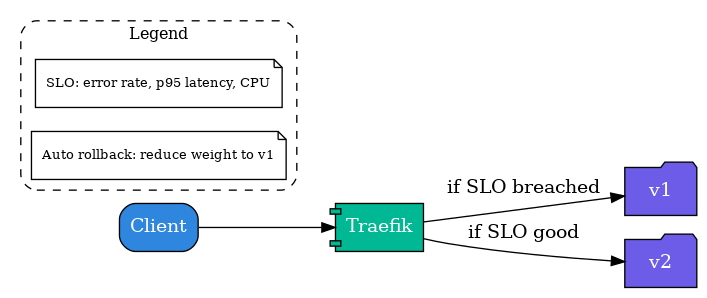 Legend
SLO: error rate, p95 latency, CPU
Auto rollback: reduce weight to v1
Client
Traefik
if SLO breached
v1
if SLO good
v2